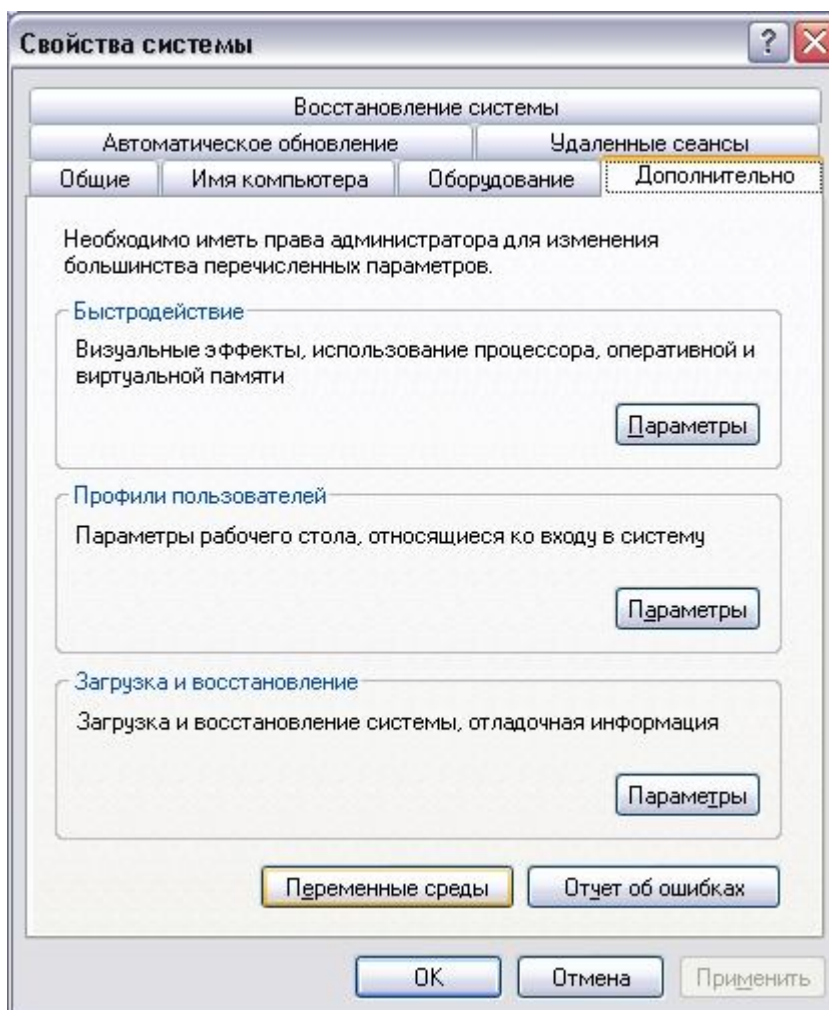 Свойства системы
?
Восстановление системы
Автоматическое обновление Удаленные сеансы
Общие Имя компьютера Оборудование Дополнительно
Необходимо иметь права администратора для изменения
большинства перечисленных параметров.
Быстродействие
Визуальные эффекты, использование процессора, оперативной и
виртуальной памяти
Параметры
Профили пользователей
Параметры рабочего стола, относящиеся ко входу в систему
Параметры
Загрузка и восстановление
Загрузка и восстановление системы, отладочная информация
Параметры
Переменные среды Отчет об ошибках
OK Отмена Применить